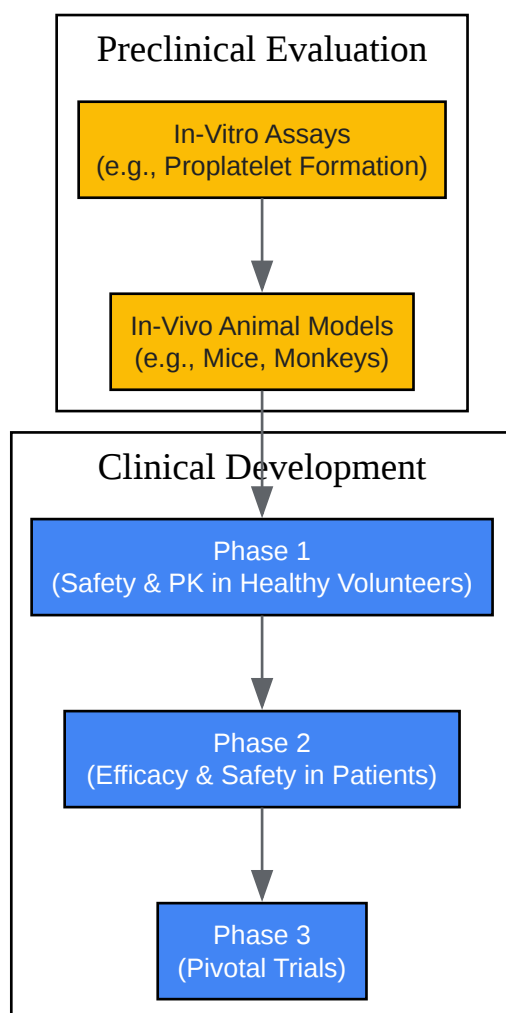 Preclinical Evaluation
In-Vitro Assays
(e.g., Proplatelet Formation)
In-Vivo Animal Models
(e.g., Mice, Monkeys)
Clinical Development
Phase 1
(Safety & PK in Healthy Volunteers)
Phase 2
(Efficacy & Safety in Patients)
Phase 3
(Pivotal Trials)